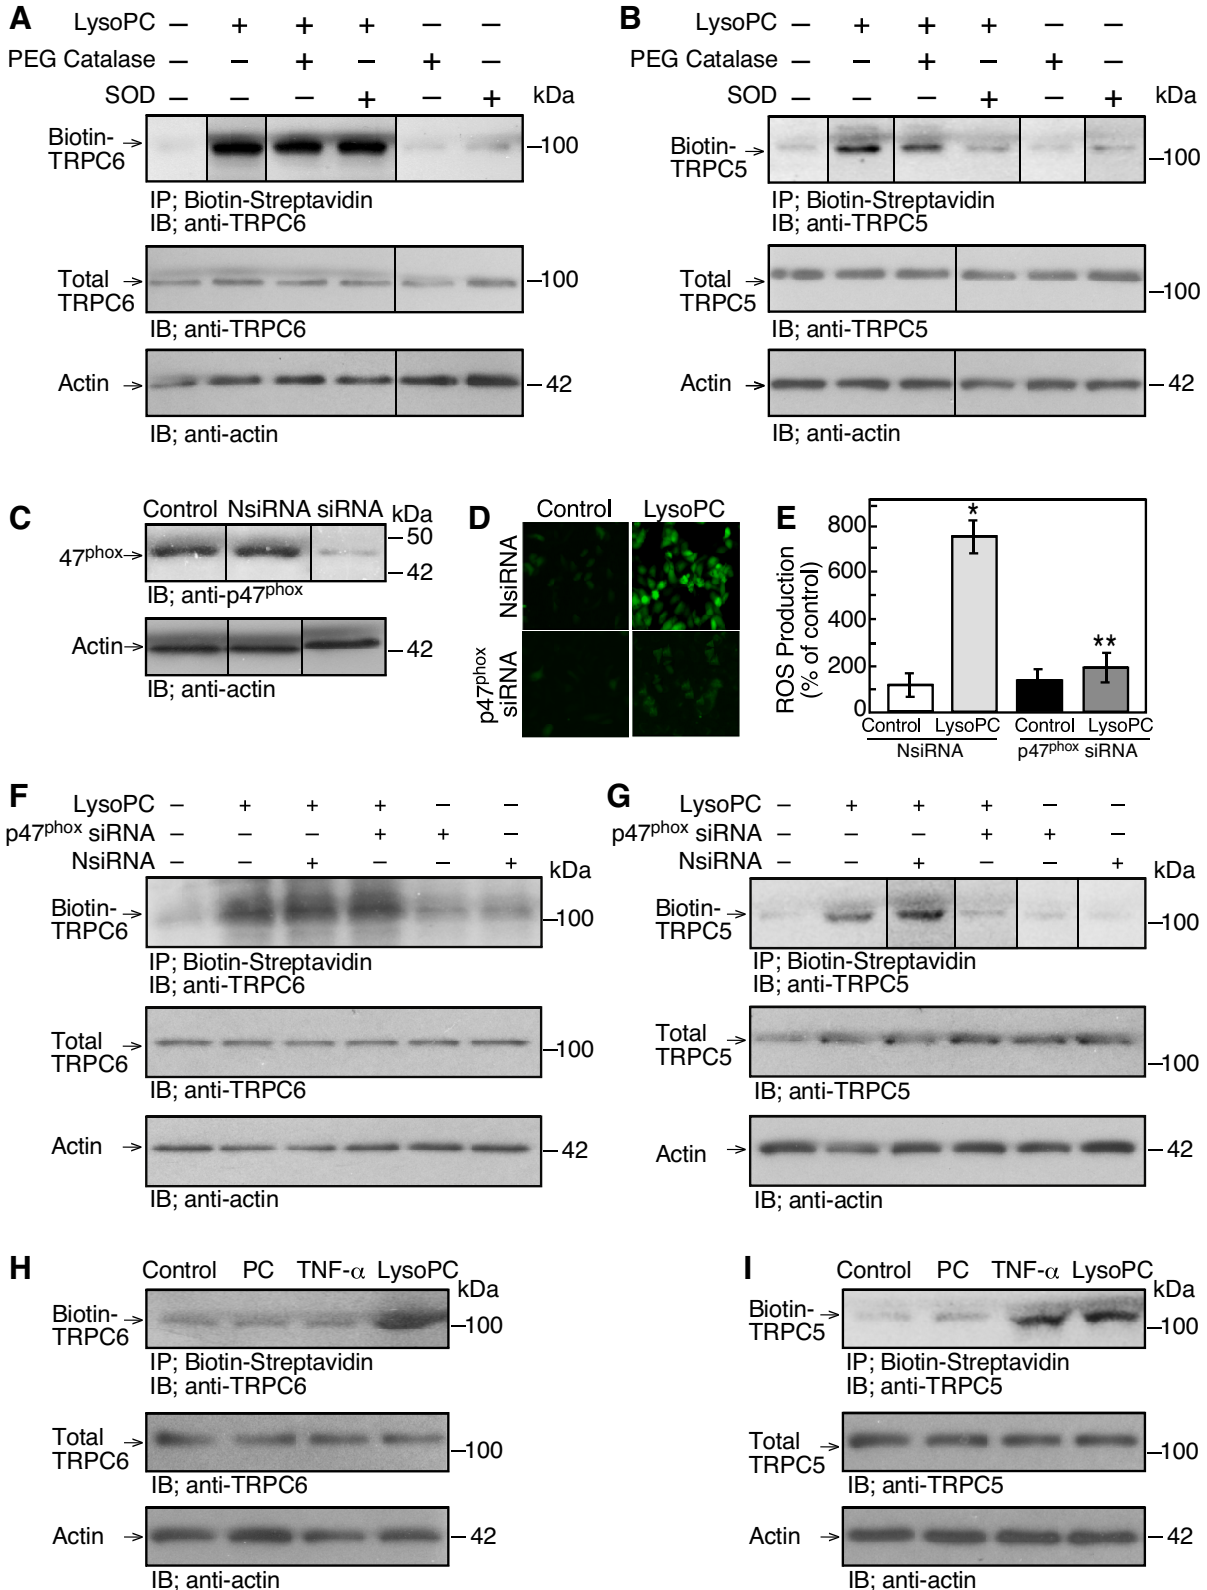 A
LysoPC − + + + − −
PEG Catalase − − + − + −
SOD − − − + − + kDa
Biotin-
TRPC6 → –100
IP; Biotin-Streptavidin
IB; anti-TRPC6
Total
TRPC6 → –100
IB; anti-TRPC6
Actin → – 42
IB; anti-actin
B
LysoPC − + + + − −
PEG Catalase − − + − + −
SOD − − − + − + kDa
Biotin-
TRPC5 → –100
IP; Biotin-Streptavidin
IB; anti-TRPC5
Total
TRPC5 → –100
IB; anti-TRPC5
Actin → – 42
IB; anti-actin
C
Control NsiRNA siRNA kDa
47phox → – 50
– 42
IB; anti-p47phox
Actin → – 42
IB; anti-actin
D
Control LysoPC
NsiRNA
p47phox
siRNA
E
ROS Production
(% of control)
800
600
400
200
0
*
**
Control LysoPC Control LysoPC
NsiRNA p47phox siRNA
F
LysoPC − + + + − −
p47phox siRNA − − − + + −
NsiRNA − − + − − +
kDa
Biotin-
TRPC6 → –100
IP; Biotin-Streptavidin
IB; anti-TRPC6
Total
TRPC6 → –100
IB; anti-TRPC6
Actin → – 42
IB; anti-actin
G
LysoPC − + + + − −
p47phox siRNA − − − + + −
NsiRNA − − + − − +
kDa
Biotin-
TRPC5 → –100
IP; Biotin-Streptavidin
IB; anti-TRPC5
Total
TRPC5 → –100
IB; anti-TRPC5
Actin → – 42
IB; anti-actin
H
Control PC TNF-α LysoPC
kDa
Biotin-
TRPC6 → –100
IP; Biotin-Streptavidin
IB; anti-TRPC6
Total
TRPC6 → –100
IB; anti-TRPC6
Actin → – 42
IB; anti-actin
I
Control PC TNF-α LysoPC
kDa
Biotin-
TRPC5 → –100
IP; Biotin-Streptavidin
IB; anti-TRPC5
Total
TRPC5 → –100
IB; anti-TRPC5
Actin → – 42
IB; anti-actin